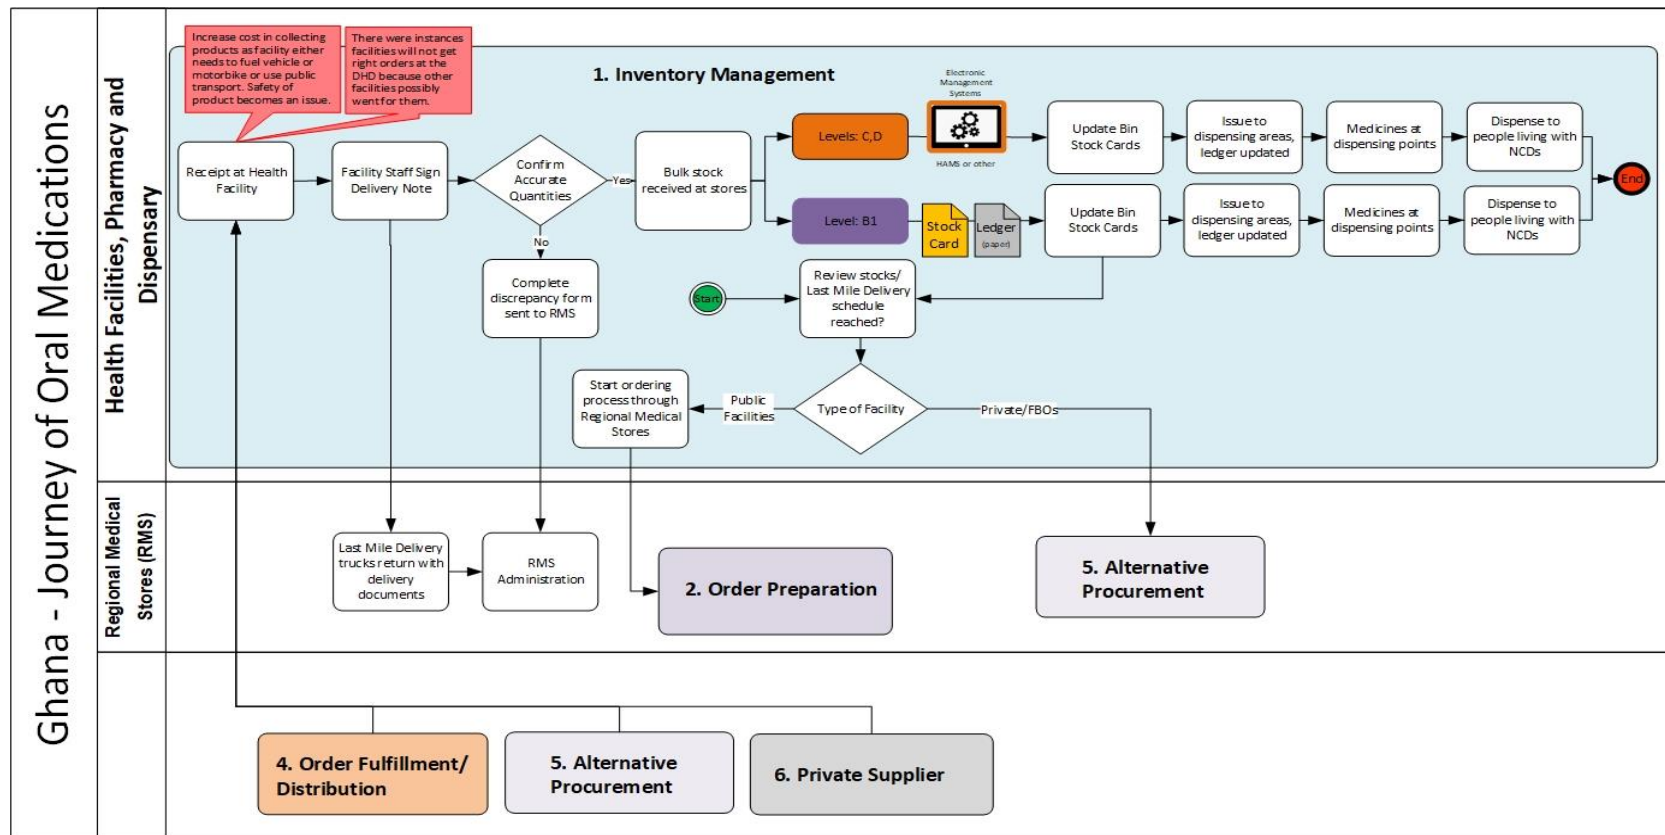 Ghana - Journey of Oral Medications
Health Facilities, Pharmacy and
Dispensary
Increase cost in collecting
products as facility either
needs to fuel vehicle or
motorbike or use public
transport. Safety of
product becomes an issue.
There were instances
facilities will not get
right orders at the
DHD because other
facilities possibly
went for them.
1. Inventory Management
Electronic
Management
Systems
HAMS or other
Receipt at Health
Facility
Facility Staff Sign
Delivery Note
Confirm
Accurate
Quantities
Yes
No
Bulk stock
received at stores
Levels: C,D
Update Bin
Stock Cards
Issue to
dispensing areas,
ledger updated
Medicines at
dispensing points
Dispense to
people living with
NCDs
End
Level: B1
Stock
Card
Ledger
(paper)
Update Bin
Stock Cards
Issue to
dispensing areas,
ledger updated
Medicines at
dispensing points
Dispense to
people living with
NCDs
Complete
discrepancy form
sent to RMS
Start
Review stocks/
Last Mile Delivery
schedule
reached?
Start ordering
process through
Regional Medical
Stores
Public
Facilities
Type of Facility
Private/FBOs
Regional Medical
Stores (RMS)
Last Mile Delivery
trucks return with
delivery
documents
RMS
Administration
2. Order Preparation
5. Alternative
Procurement
4. Order Fulfillment/
Distribution
5. Alternative
Procurement
6. Private Supplier